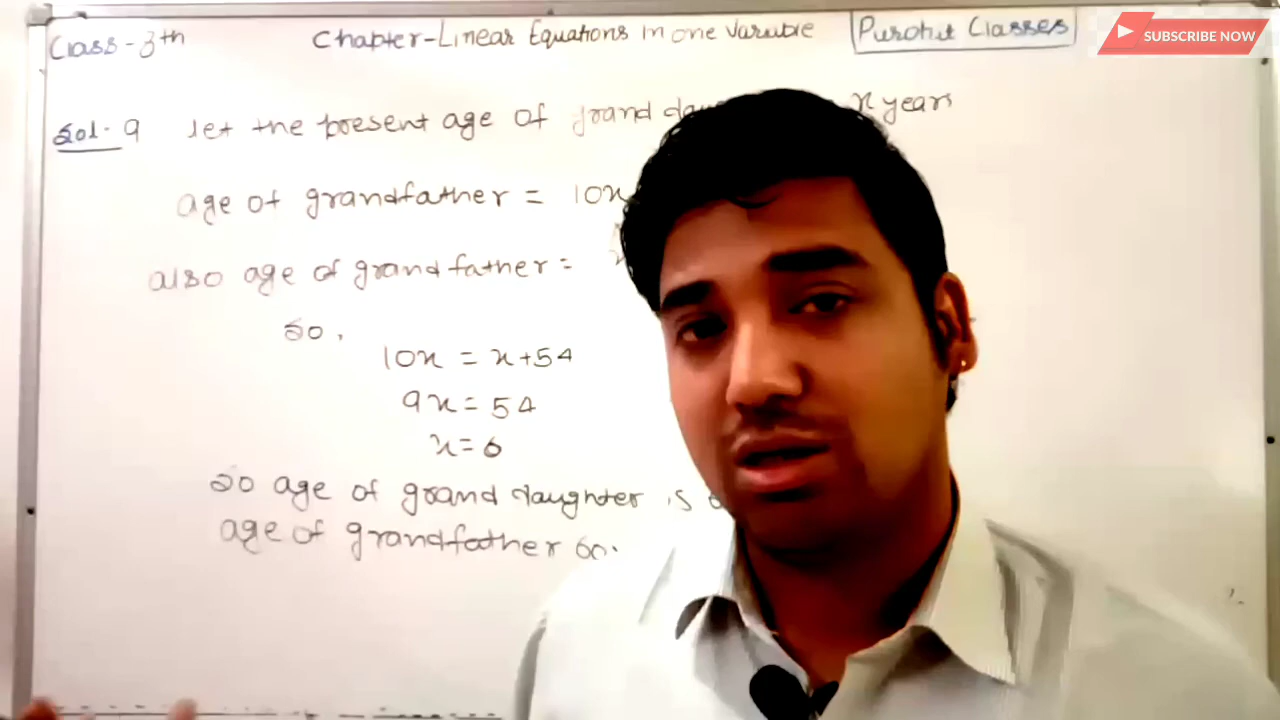 Class-8th Chapter-Linear Equations in one Variable Purohit Classes
SUBSCRIBE NOW
Sol-9 let the present age of grand x years
age of grandfather = 10x
also age of grandfather =
so,
10x = x+54
9x = 54
x = 6
so age of grand daughter is
age of grandfather 60.